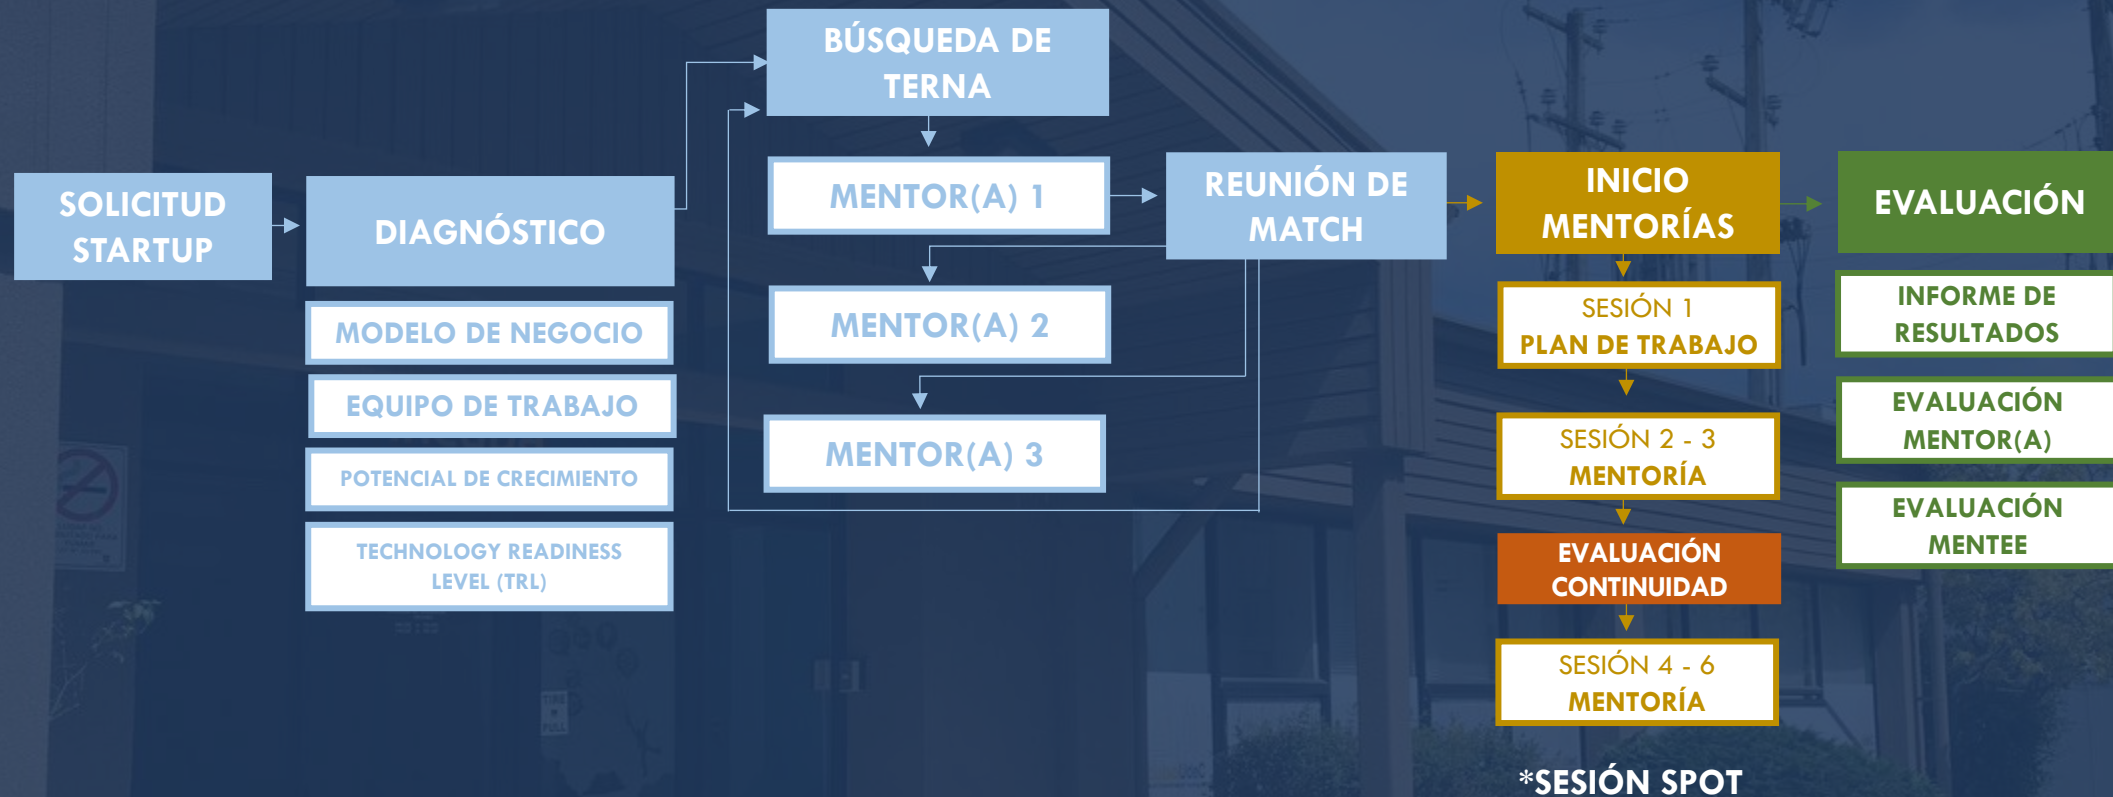 SOLICITUD
STARTUP
DIAGNÓSTICO
MODELO DE NEGOCIO
EQUIPO DE TRABAJO
POTENCIAL DE CRECIMIENTO
TECHNOLOGY READINESS
LEVEL (TRL)
BÚSQUEDA DE
TERNA
MENTOR(A) 1
MENTOR(A) 2
MENTOR(A) 3
REUNIÓN DE
MATCH
INICIO
MENTORÍAS
SESIÓN 1
PLAN DE TRABAJO
SESIÓN 2 - 3
MENTORÍA
EVALUACIÓN
CONTINUIDAD
SESIÓN 4 - 6
MENTORÍA
*SESIÓN SPOT
EVALUACIÓN
INFORME DE
RESULTADOS
EVALUACIÓN
MENTOR(A)
EVALUACIÓN
MENTEE